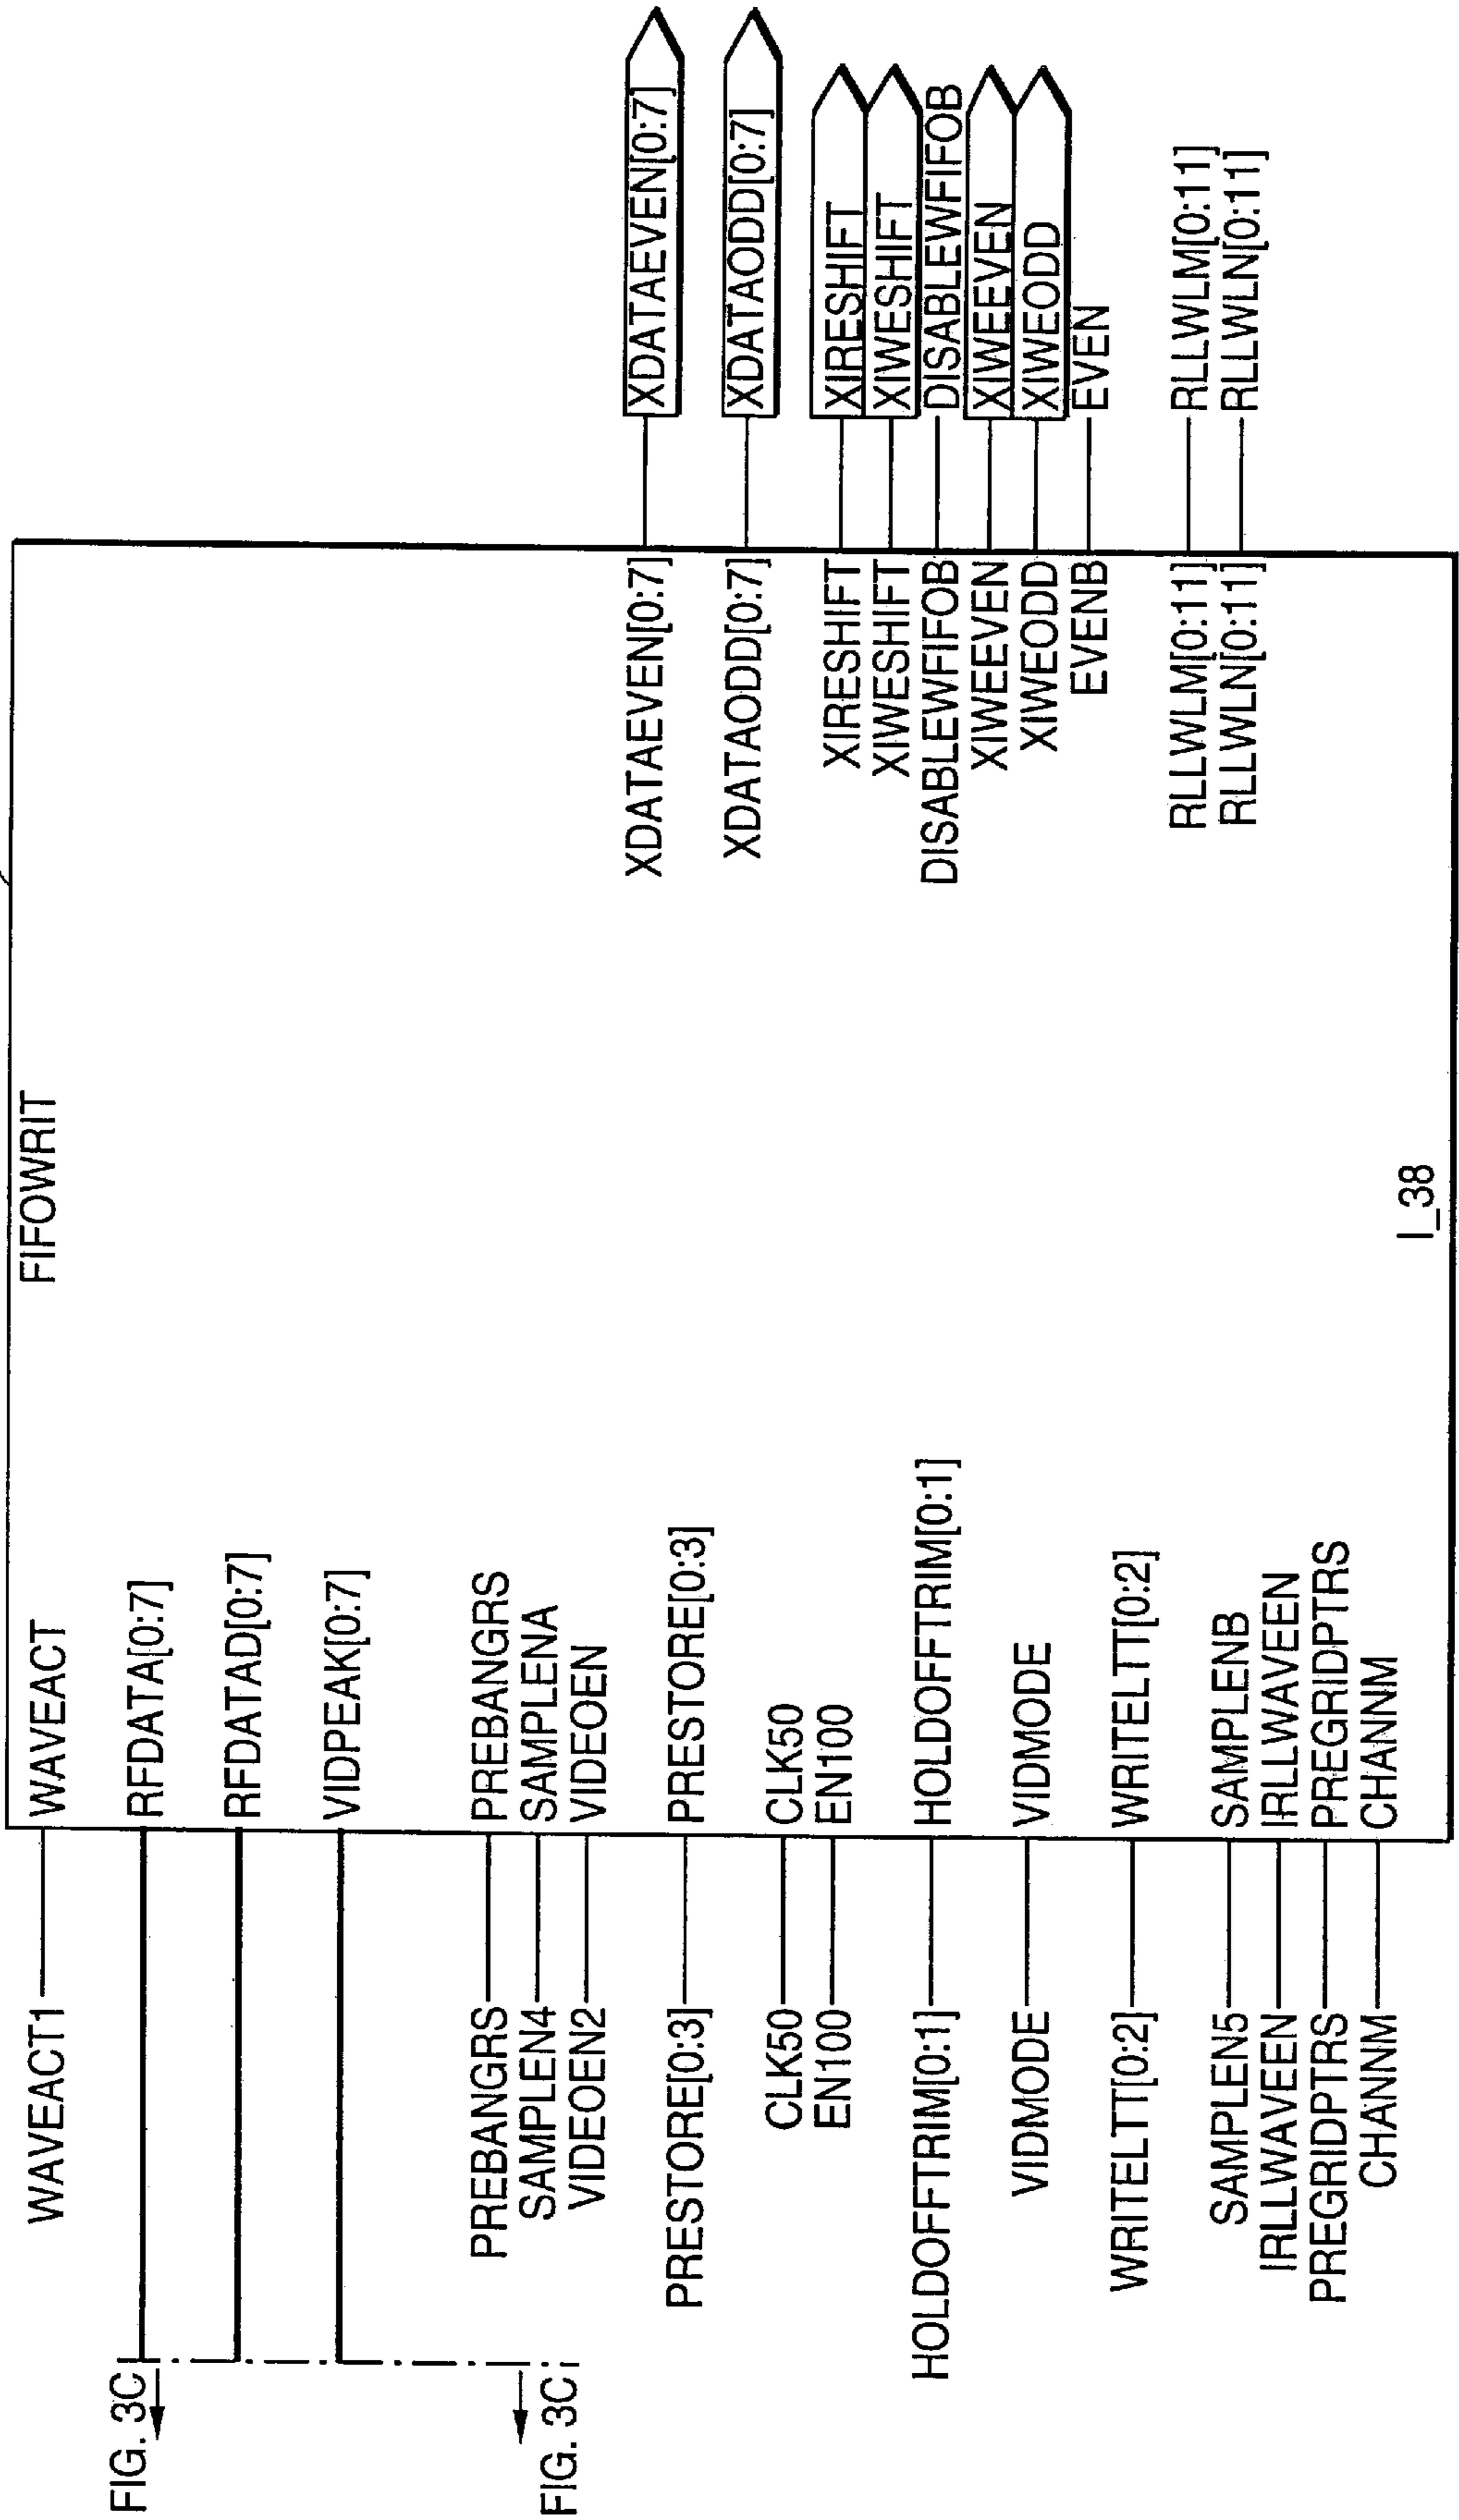 FIFOWRIT
WAVEACT1 WAVEACT
FIG. 3C RFDATA[0:7]
RFDATAD[0:7]
VIDPEAK[0:7]
PREBANGRS PREBANGRS
SAMPLEN4 SAMPLENA
FIG. 3C VIDEOEN2 VIDEOEN
XDATAEVEN[0:7] XDATAEVEN[0:7]
PRESTORE[0:3] PRESTORE[0:3]
XDATAODD[0:7] XDATAODD[0:7]
CLK50 CLK50
EN100 EN100
XIRESHIFT XIRESHIFT
XIWESHIFT XIWESHIFT
HOLDOFFTRIM[0:1] HOLDOFFTRIM[0:1]
DISABLEWFIFOB DISABLEWFIFOB
XIWEEVEN XIWEEVEN
VIDMODE VIDMODE
XIWEODD XIWEODD
EVENB EVEN
WRITELTT[0:2] WRITELTT[0:2]
RLLWLM[0:11] RLLWLM[0:11]
SAMPLEN5 SAMPLENB
RLLWLN[0:11] RLLWLN[0:11]
IRLLWAVEEN IRLLWAVEEN
PREGRIDPTRS PREGRIDPTRS
CHANNM CHANNM
I_38